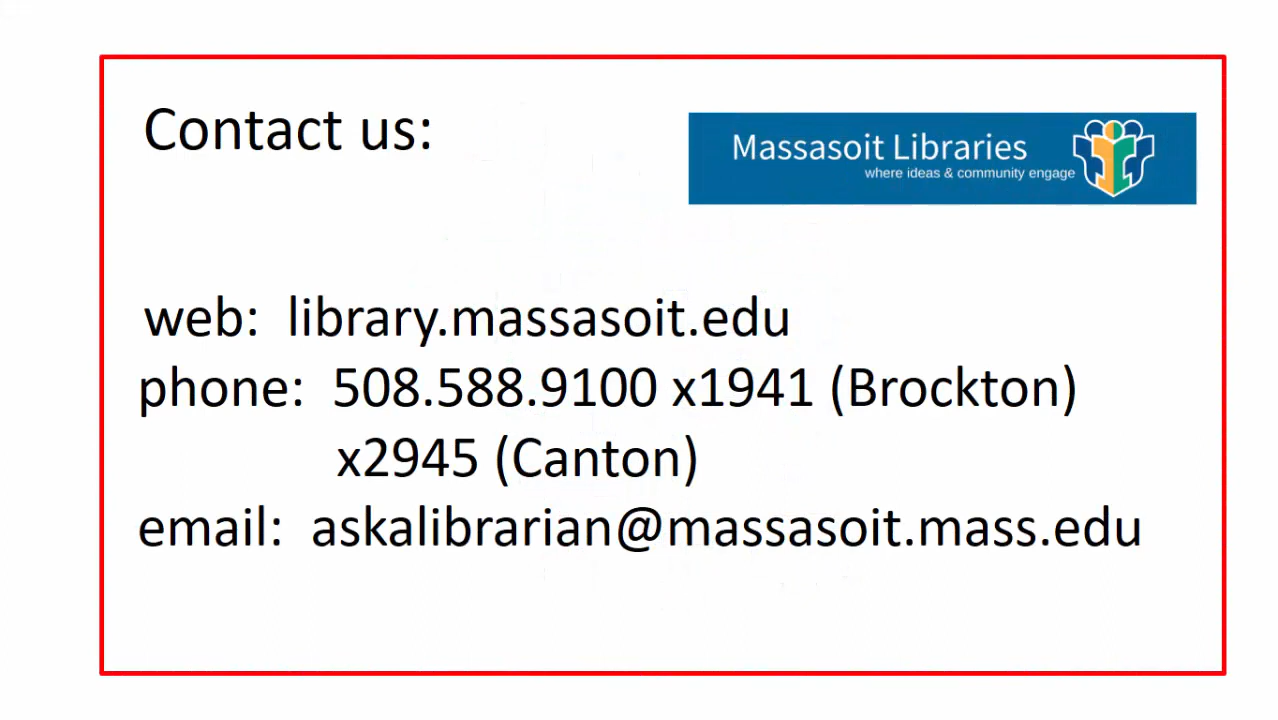 Contact us:
Massasoit Libraries
where ideas & community engage
web: library.massasoit.edu
phone: 508.588.9100 x1941 (Brockton)
x2945 (Canton)
email: askalibrarian@massasoit.mass.edu